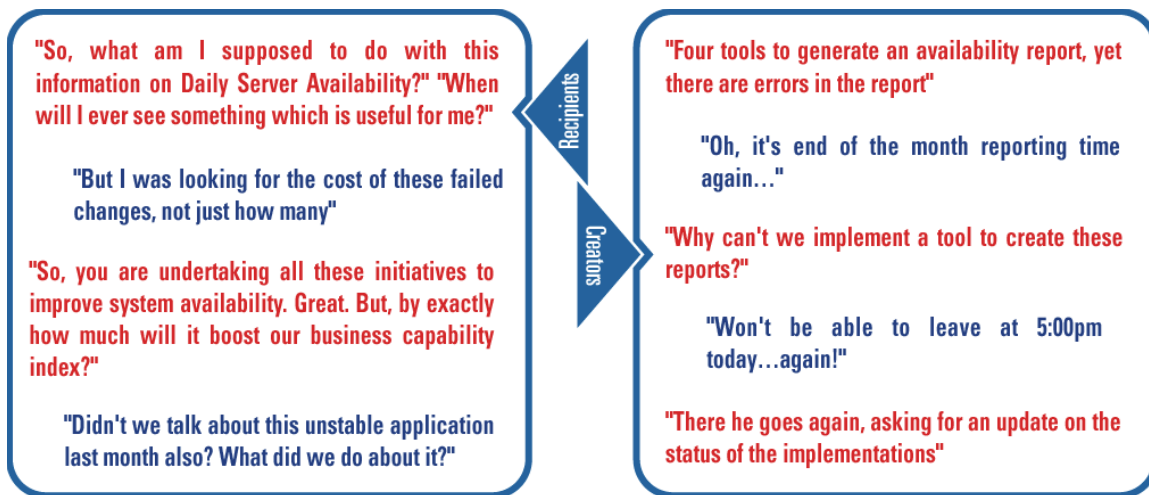 "So, what am I supposed to do with this
information on Daily Server Availability?" "When
will I ever see something which is useful for me?"
"But I was looking for the cost of these failed
changes, not just how many"
"So, you are undertaking all these initiatives to
improve system availability. Great. But, by exactly
how much will it boost our business capability
index?"
"Didn't we talk about this unstable application
last month also? What did we do about it?"
Recipients
Creators
"Four tools to generate an availability report, yet
there are errors in the report"
"Oh, it's end of the month reporting time
again…"
"Why can't we implement a tool to create these
reports?"
"Won't be able to leave at 5:00pm
today…again!"
"There he goes again, asking for an update on the
status of the implementations"